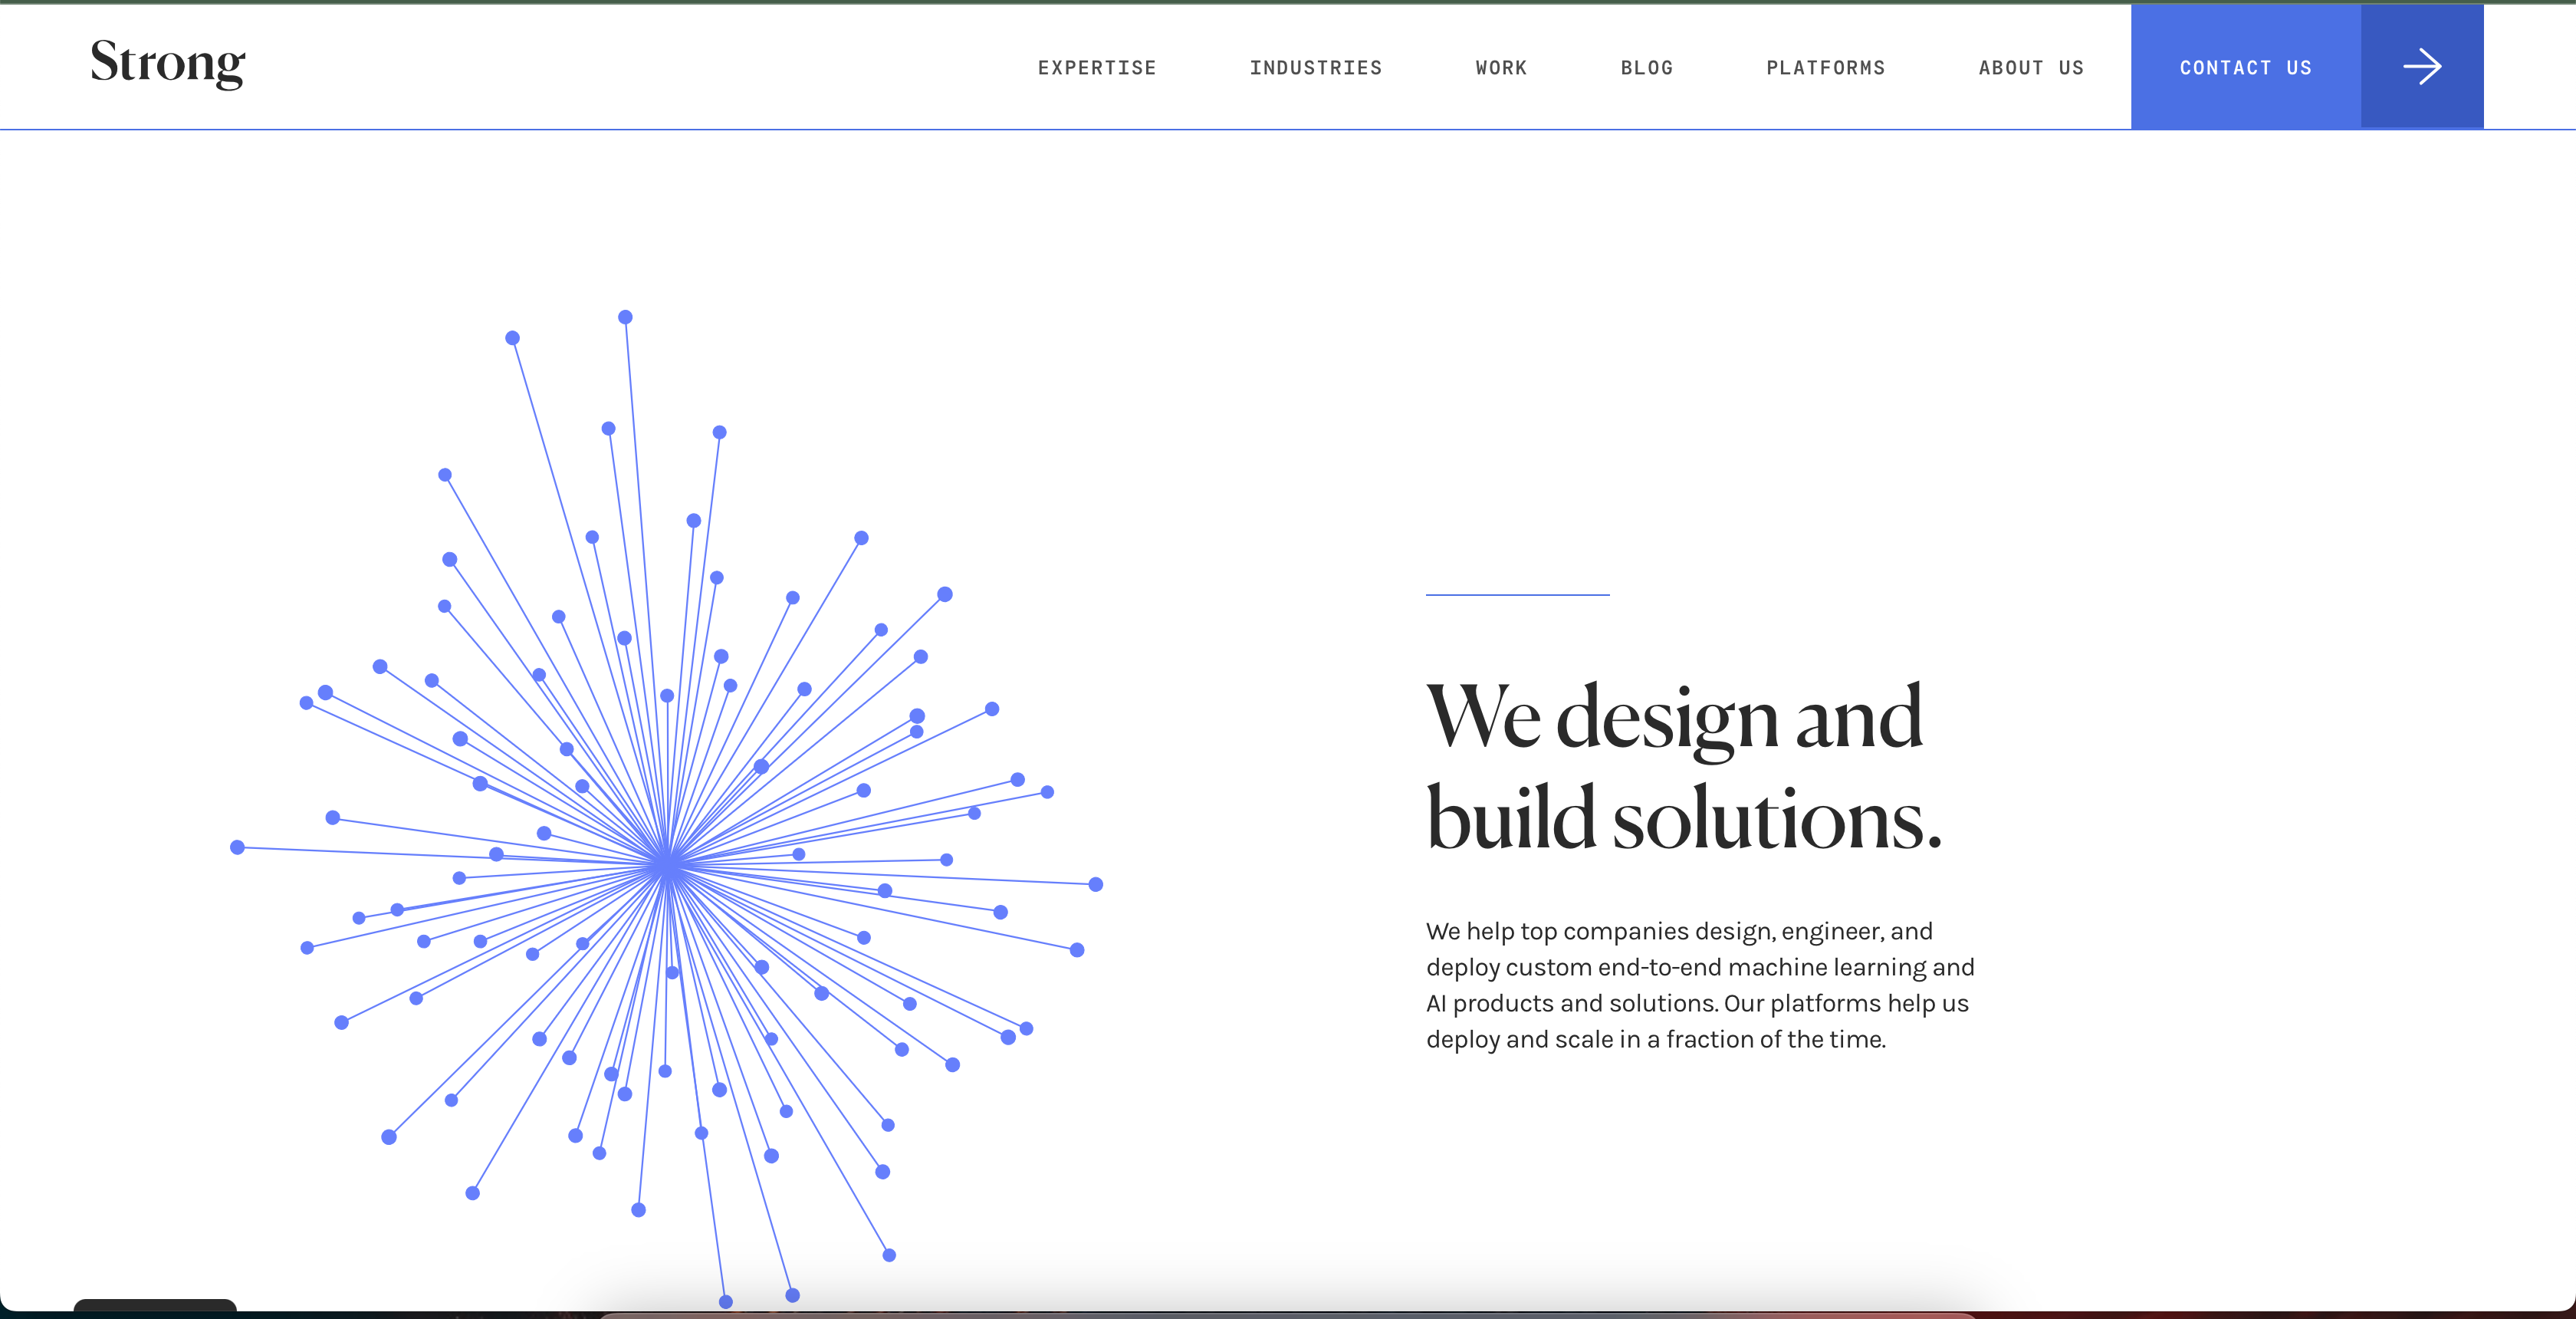 Strong
EXPERTISE
INDUSTRIES
WORK
BLOG
PLATFORMS
ABOUT US
CONTACT US
We design and
build solutions.
We help top companies design, engineer, and
deploy custom end-to-end machine learning and
AI products and solutions. Our platforms help us
deploy and scale in a fraction of the time.